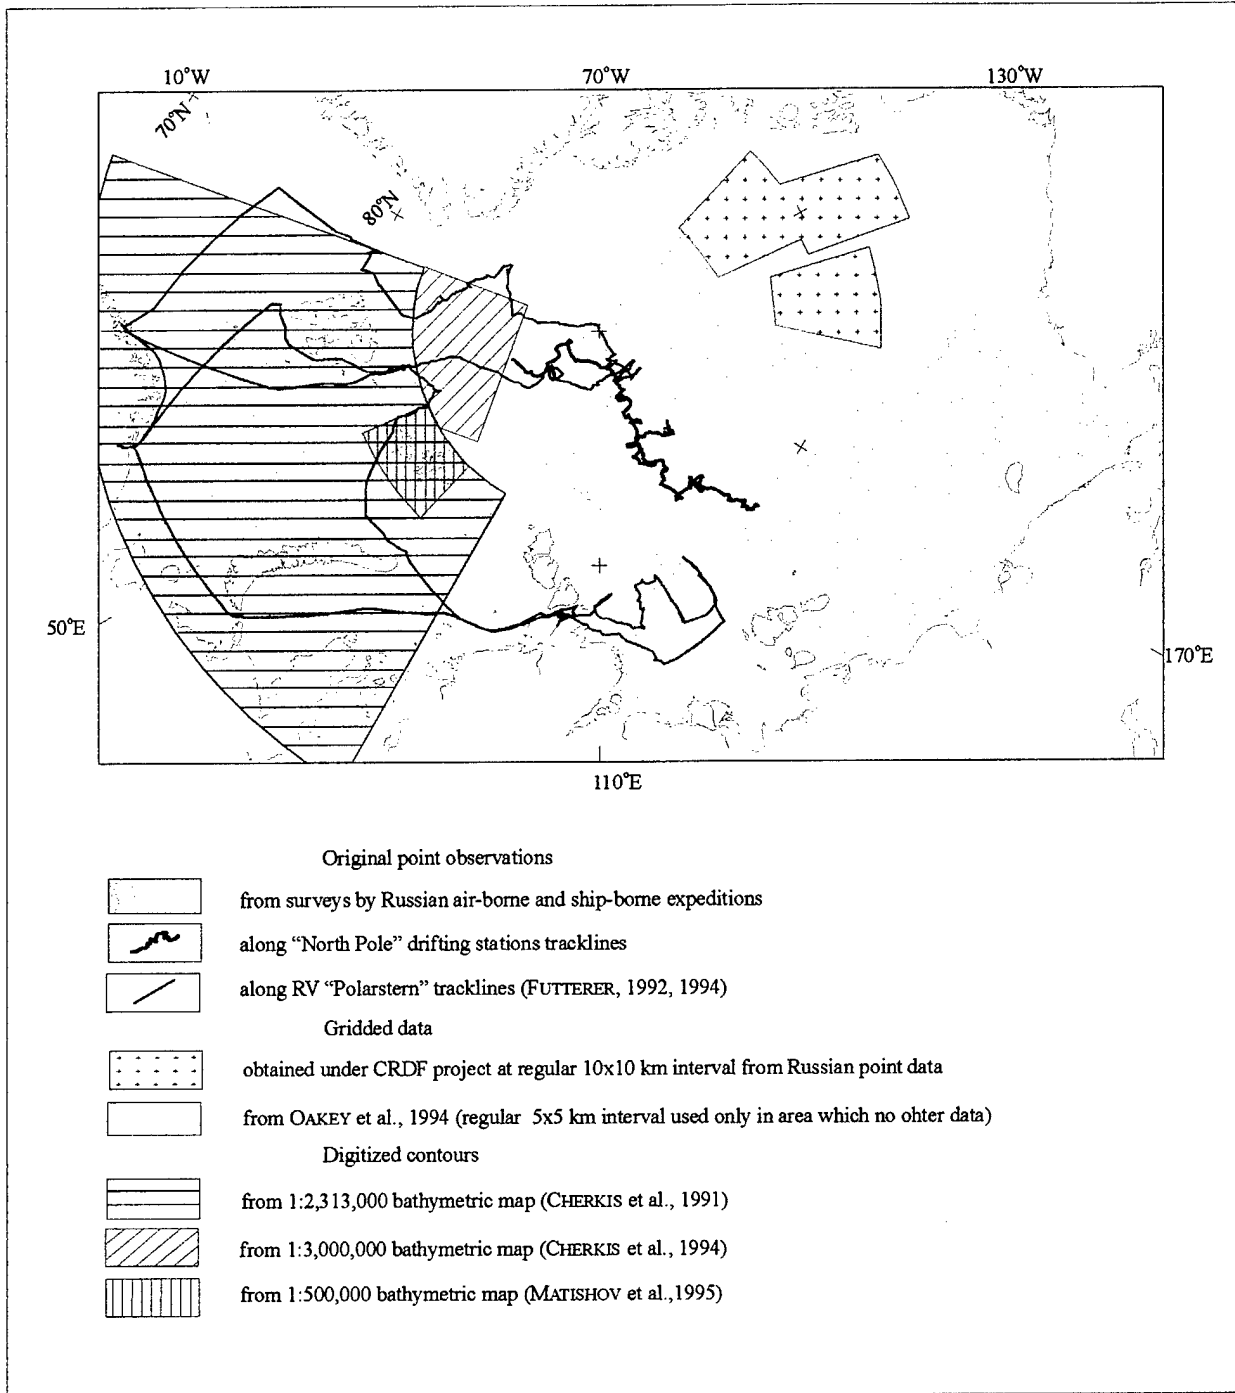 10°W 70°W 130°W
70°N
80°N
50°E
170°E
110°E
Original point observations
from surveys by Russian air-borne and ship-borne expeditions
along “North Pole” drifting stations tracklines
along RV “Polarstern” tracklines (FUTTERER, 1992, 1994)
Gridded data
obtained under CRDF project at regular 10x10 km interval from Russian point data
from OAKEY et al., 1994 (regular 5x5 km interval used only in area which no ohter data)
Digitized contours
from 1:2,313,000 bathymetric map (CHERKIS et al., 1991)
from 1:3,000,000 bathymetric map (CHERKIS et al., 1994)
from 1:500,000 bathymetric map (MATISHOV et al.,1995)